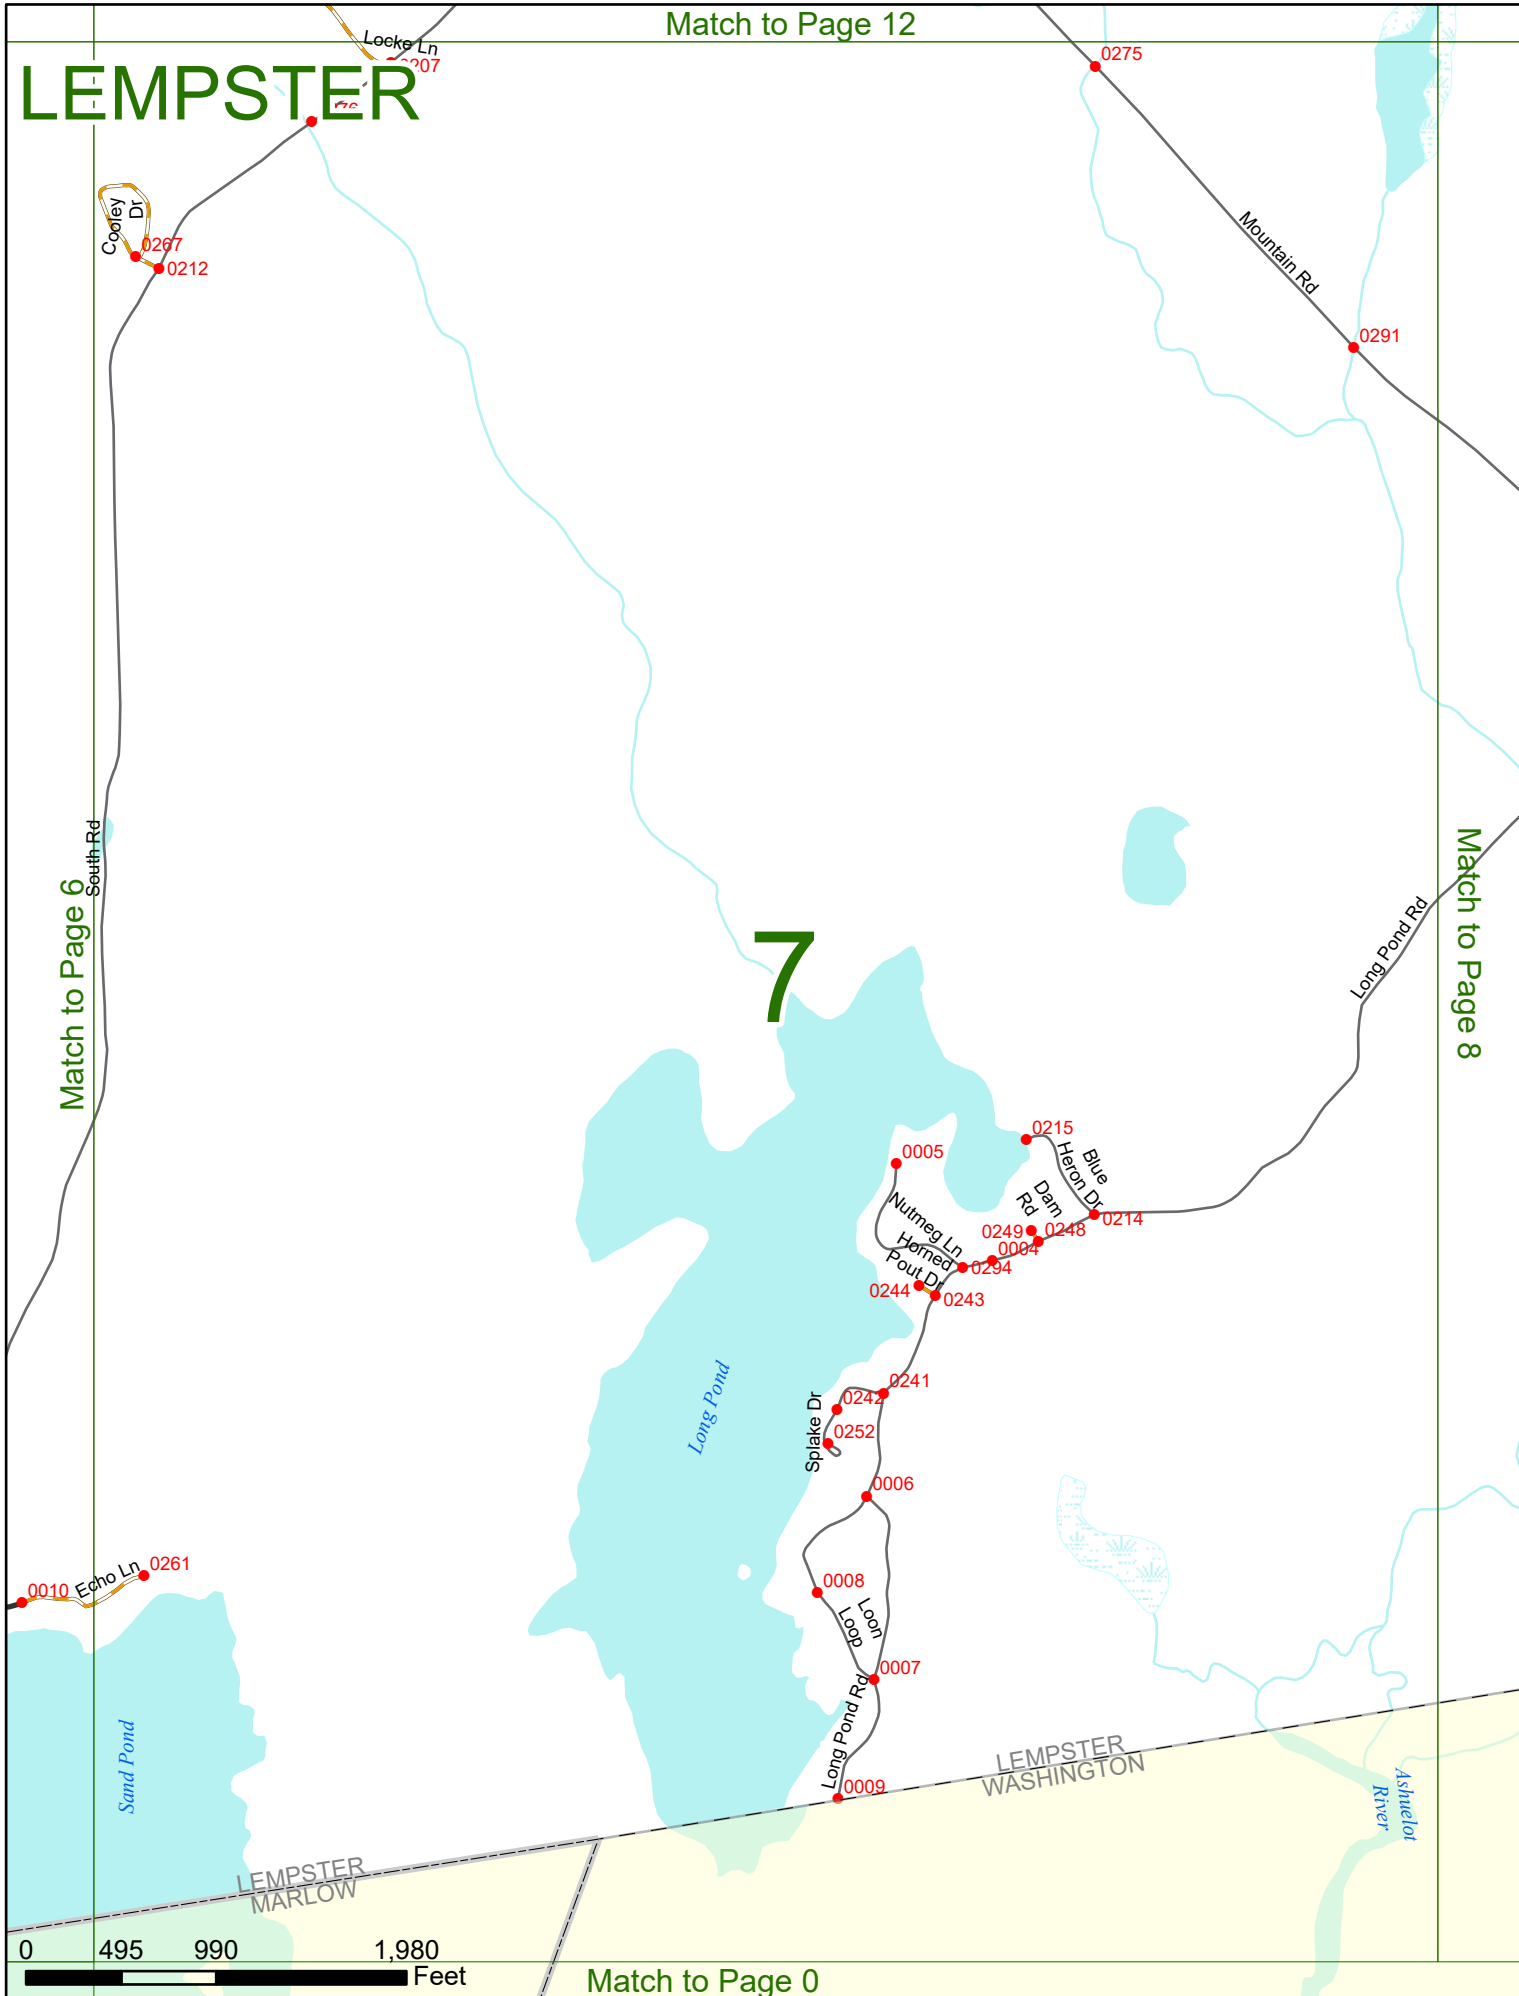 Match to Page 12
LEMPSTER
Locke Ln
0275
Cooley
Dr
0267
0212
Mountain Rd
0291
South Rd
Match to Page 6
Match to Page 8
Long Pond Rd
7
0215
0005
Blue
Heron Dr
Dam
Rd
0214
Nutmeg Ln
0249
0248
0004
Horned
Pout Dr
0294
0244
0243
Long Pond
0241
0242
Splake Dr
0252
0006
Echo Ln
0261
0010
0008
Loon
Loop
0007
Long Pond Rd
0009
LEMPSTER
WASHINGTON
Sand Pond
Ashuelot
River
LEMPSTER
MARLOW
0 495 990 1,980
Feet
Match to Page 0